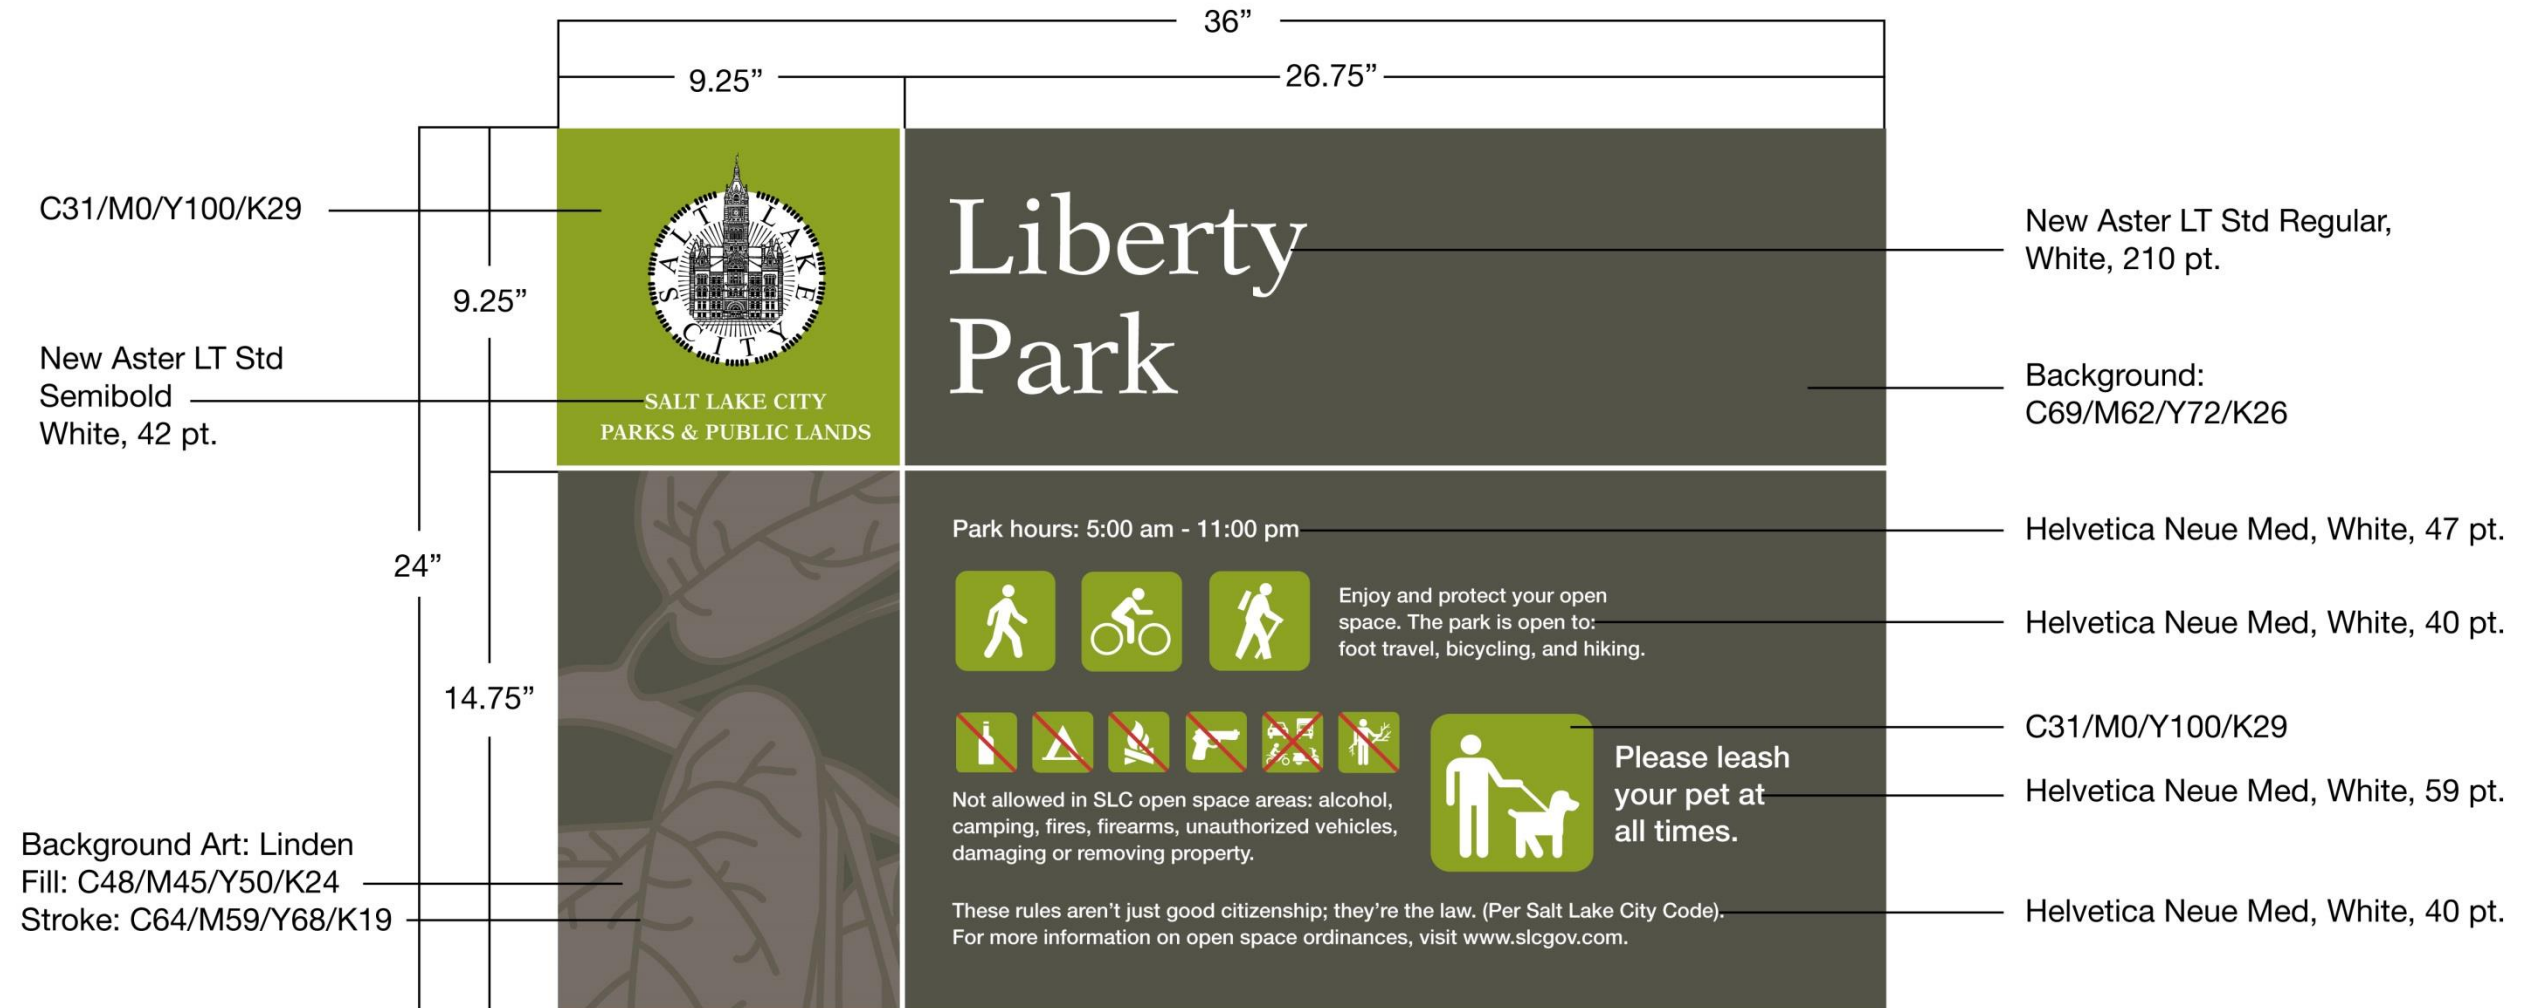 36”
9.25”
26.75”
C31/M0/Y100/K29
9.25”
New Aster LT Std
Semibold
White, 42 pt.
24”
14.75”
Background Art: Linden
Fill: C48/M45/Y50/K24
Stroke: C64/M59/Y68/K19
SALT LAKE CITY
SALT LAKE CITY
PARKS & PUBLIC LANDS
Liberty
Park
Park hours: 5:00 am - 11:00 pm
Enjoy and protect your open
space. The park is open to:
foot travel, bicycling, and hiking.
Not allowed in SLC open space areas: alcohol,
camping, fires, firearms, unauthorized vehicles,
damaging or removing property.
Please leash
your pet at
all times.
These rules aren’t just good citizenship; they’re the law. (Per Salt Lake City Code).
For more information on open space ordinances, visit www.slcgov.com.
New Aster LT Std Regular,
White, 210 pt.
Background:
C69/M62/Y72/K26
Helvetica Neue Med, White, 47 pt.
Helvetica Neue Med, White, 40 pt.
C31/M0/Y100/K29
Helvetica Neue Med, White, 59 pt.
Helvetica Neue Med, White, 40 pt.